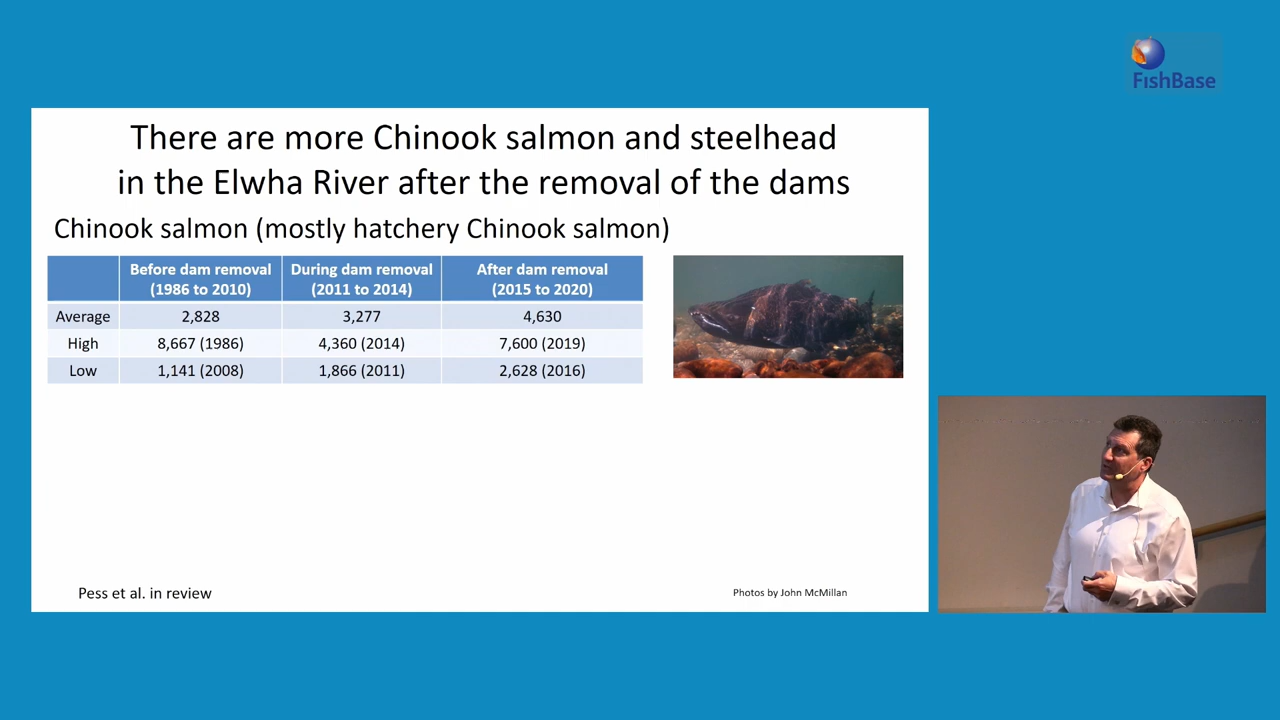 FishBase
There are more Chinook salmon and steelhead
in the Elwha River after the removal of the dams
Chinook salmon (mostly hatchery Chinook salmon)
Before dam removal During dam removal After dam removal
(1986 to 2010) (2011 to 2014) (2015 to 2020)
Average 2,828 3,277 4,630
High 8,667 (1986) 4,360 (2014) 7,600 (2019)
Low 1,141 (2008) 1,866 (2011) 2,628 (2016)
Pess et al. in review
Photos by John McMillan